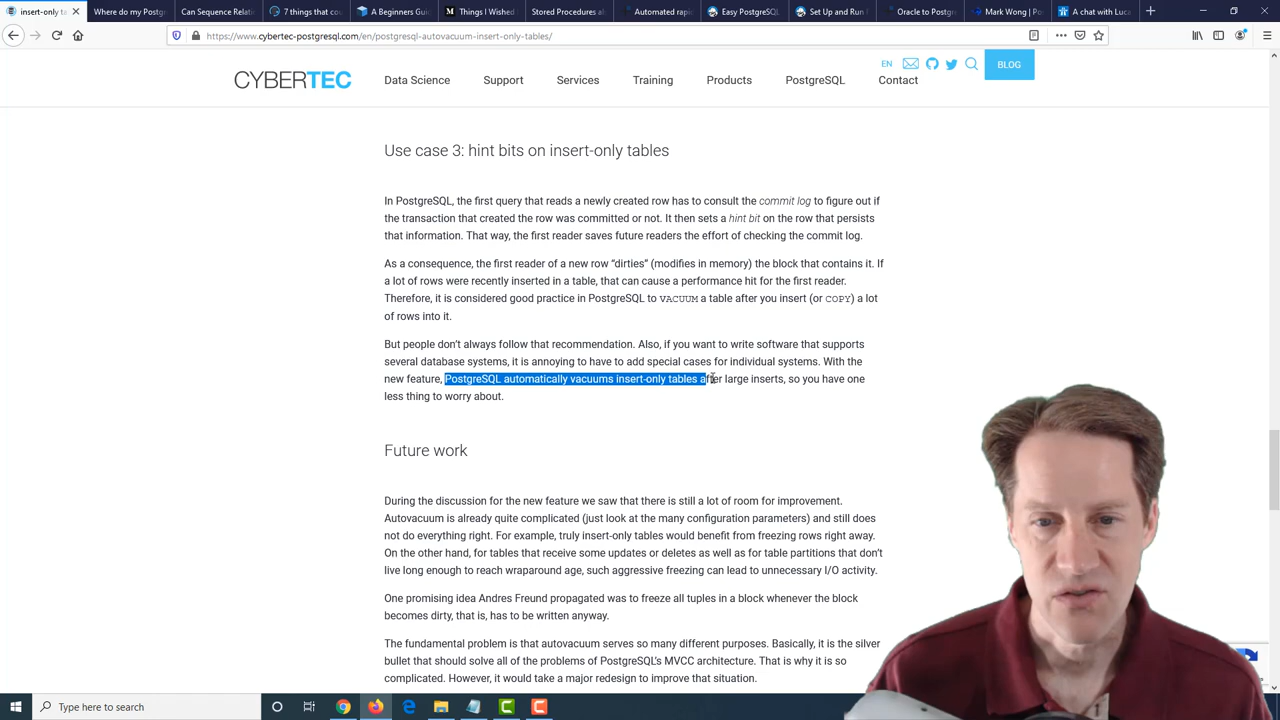 insert-only ta
Where do my Postg
Can Sequence Relatio
7 things that cou
A Beginners Gui
Things I Wished
Stored Procedures a
Automated rapi
Easy PostgreSQL
Set Up and Run P
Oracle to Postgre
Mark Wong | Pos
A chat with Luca
https://www.cybertec-postgresql.com/en/postgresql-autovacuum-insert-only-tables/
EN
BLOG
CYBERTEC
Data Science
Support
Services
Training
Products
PostgreSQL
Contact
Use case 3: hint bits on insert-only tables
In PostgreSQL, the first query that reads a newly created row has to consult the commit log to figure out if
the transaction that created the row was committed or not. It then sets a hint bit on the row that persists
that information. That way, the first reader saves future readers the effort of checking the commit log.
As a consequence, the first reader of a new row “dirties” (modifies in memory) the block that contains it. If
a lot of rows were recently inserted in a table, that can cause a performance hit for the first reader.
Therefore, it is considered good practice in PostgreSQL to VACUUM a table after you insert (or COPY) a lot
of rows into it.
But people don’t always follow that recommendation. Also, if you want to write software that supports
several database systems, it is annoying to have to add special cases for individual systems. With the
new feature, PostgreSQL automatically vacuums insert-only tables after large inserts, so you have one
less thing to worry about.
Future work
During the discussion for the new feature we saw that there is still a lot of room for improvement.
Autovacuum is already quite complicated (just look at the many configuration parameters) and still does
not do everything right. For example, truly insert-only tables would benefit from freezing rows right away.
On the other hand, for tables that receive some updates or deletes as well as for table partitions that don’t
live long enough to reach wraparound age, such aggressive freezing can lead to unnecessary I/O activity.
One promising idea Andres Freund propagated was to freeze all tuples in a block whenever the block
becomes dirty, that is, has to be written anyway.
The fundamental problem is that autovacuum serves so many different purposes. Basically, it is the silver
bullet that should solve all of the problems of PostgreSQL’s MVCC architecture. That is why it is so
complicated. However, it would take a major redesign to improve that situation.
Type here to search